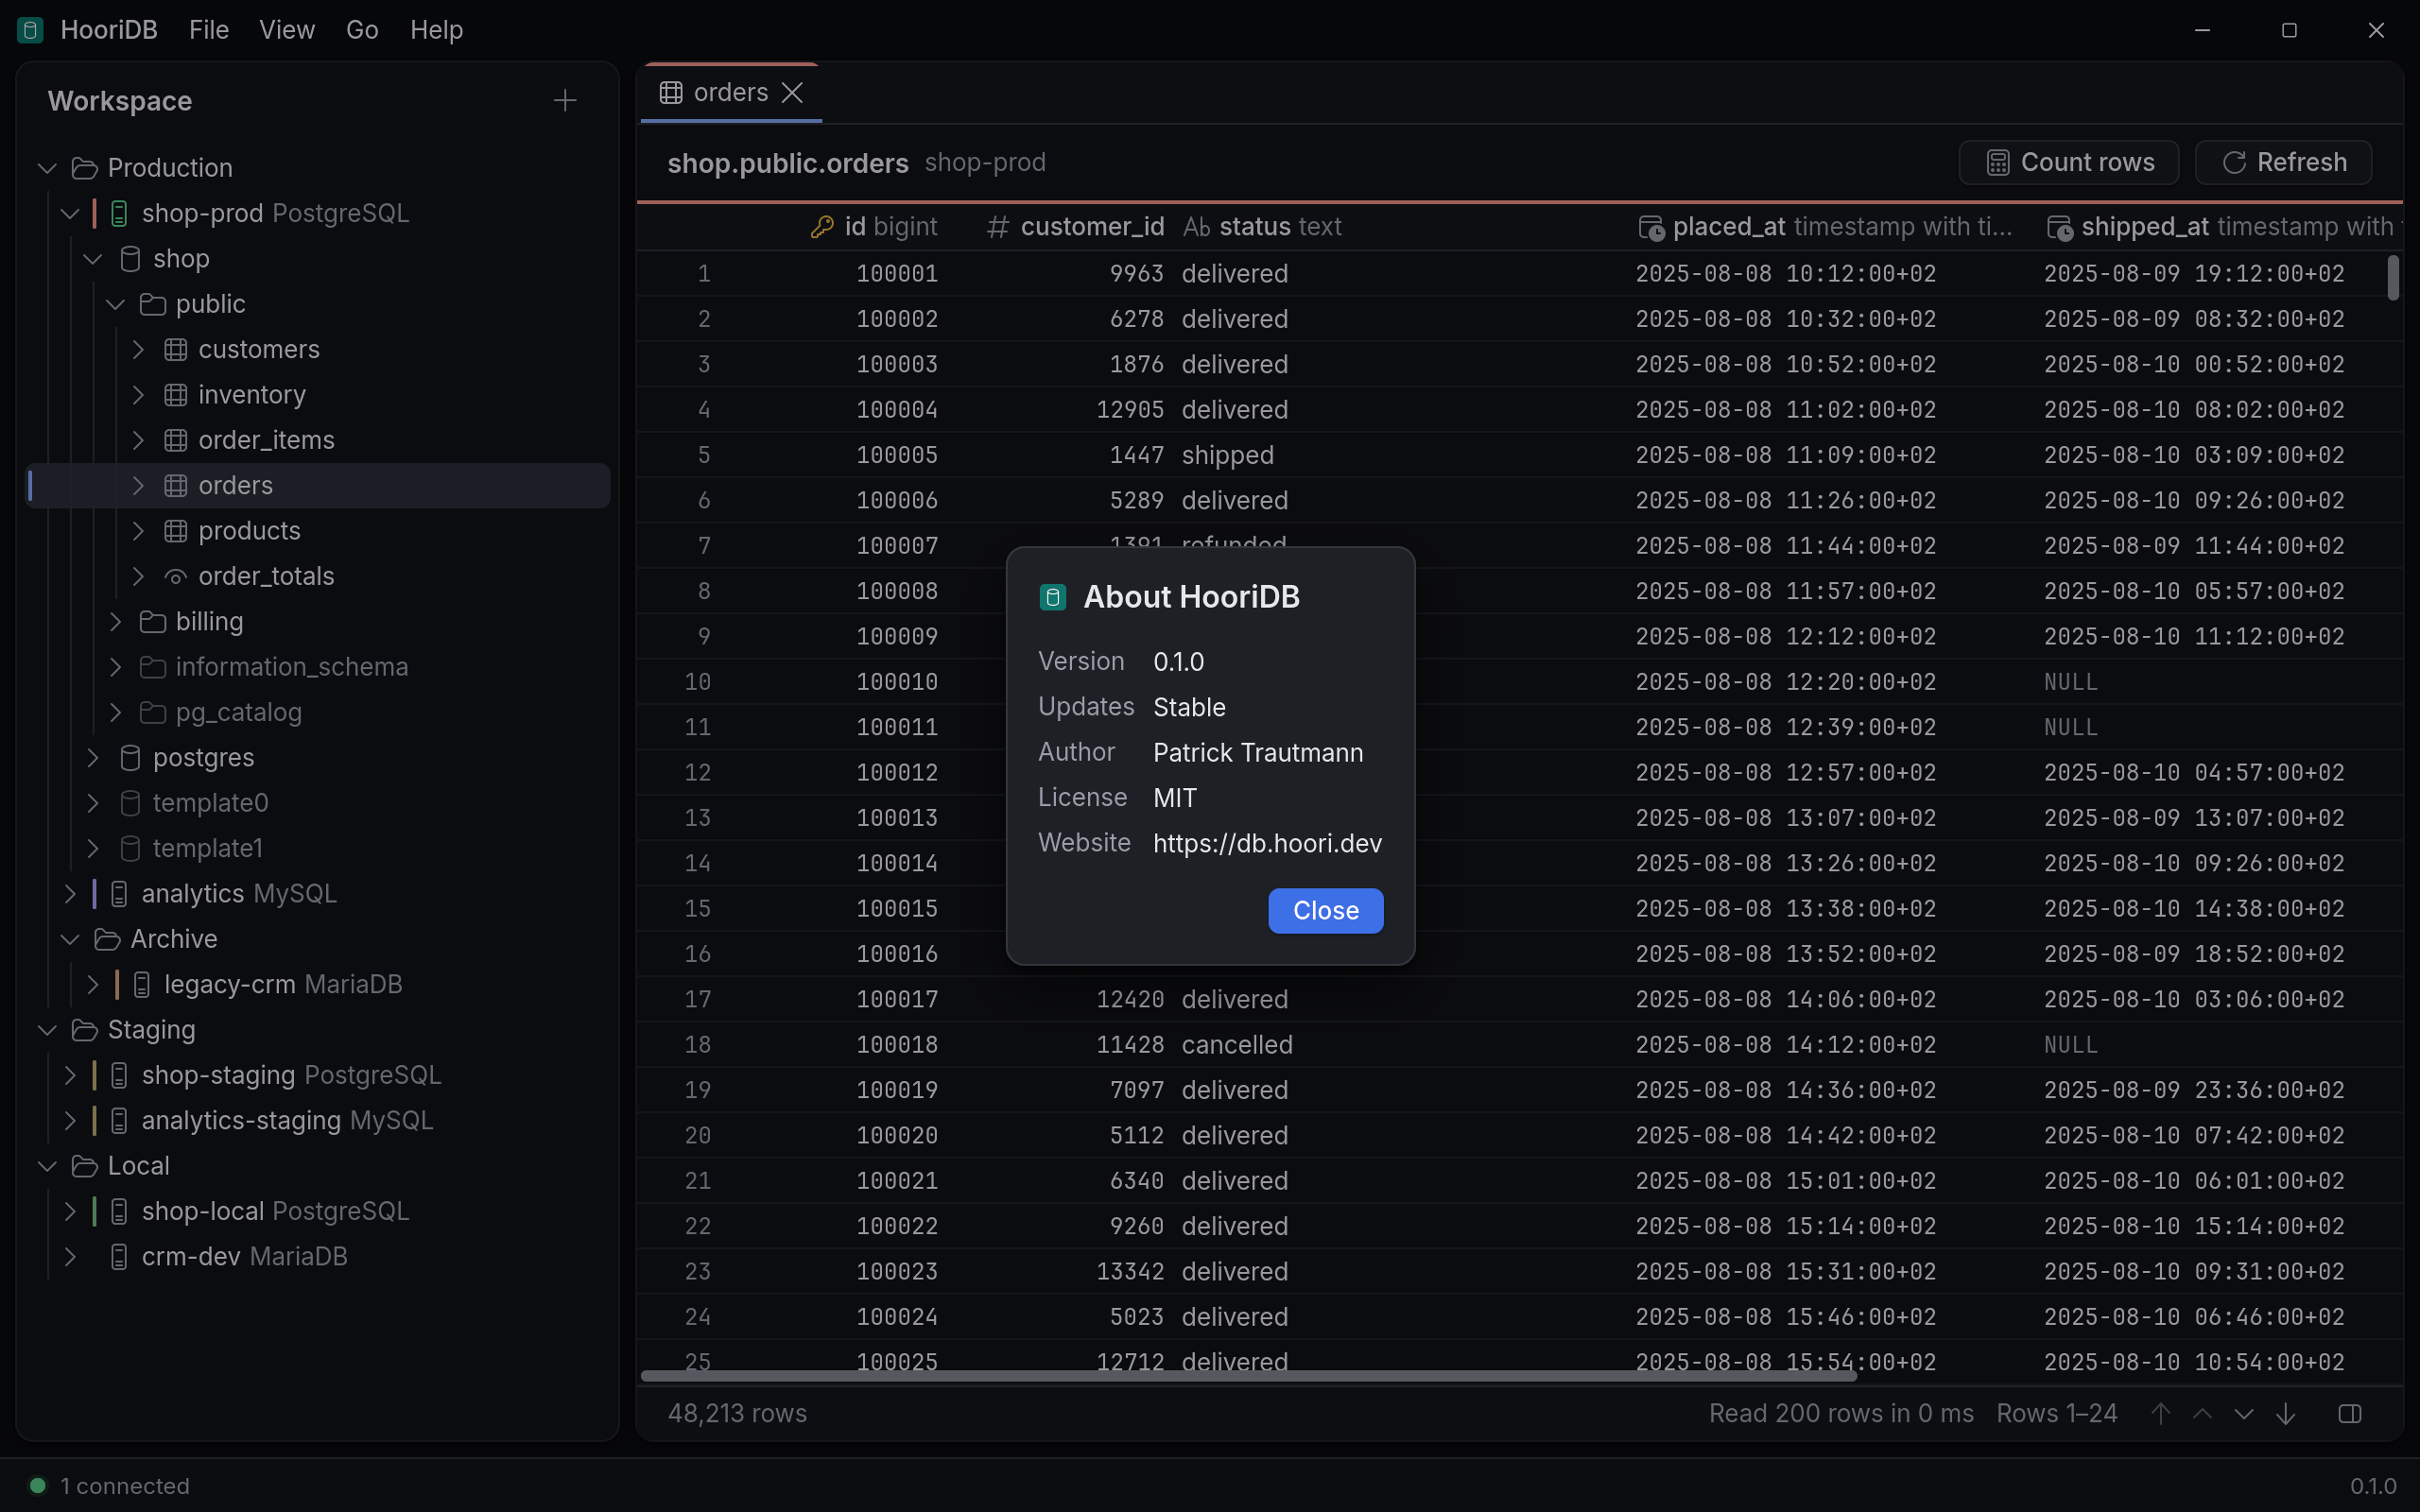 HooriDB File View Go Help
Workspace
Production
shop-prod PostgreSQL
shop
public
customers
inventory
order_items
orders
products
order_totals
billing
information_schema
pg_catalog
postgres
template0
template1
analytics MySQL
Archive
legacy-crm MariaDB
Staging
shop-staging PostgreSQL
analytics-staging MySQL
Local
shop-local PostgreSQL
crm-dev MariaDB
orders
shop.public.orders shop-prod Count rows Refresh
id bigint # customer_id Ab status text placed_at timestamp with ti... shipped_at timestamp with
1 100001 9963 delivered 2025-08-08 10:12:00+02 2025-08-09 19:12:00+02
2 100002 6278 delivered 2025-08-08 10:32:00+02 2025-08-09 08:32:00+02
3 100003 1876 delivered 2025-08-08 10:52:00+02 2025-08-10 00:52:00+02
4 100004 12905 delivered 2025-08-08 11:02:00+02 2025-08-10 08:02:00+02
5 100005 1447 shipped 2025-08-08 11:09:00+02 2025-08-10 03:09:00+02
6 100006 5289 delivered 2025-08-08 11:26:00+02 2025-08-10 09:26:00+02
7 100007 1391 refunded 2025-08-08 11:44:00+02 2025-08-09 11:44:00+02
8 100008 2025-08-08 11:57:00+02 2025-08-10 05:57:00+02
9 100009 2025-08-08 12:12:00+02 2025-08-10 11:12:00+02
10 100010 2025-08-08 12:20:00+02 NULL
11 100011 2025-08-08 12:39:00+02 NULL
12 100012 2025-08-08 12:57:00+02 2025-08-10 04:57:00+02
13 100013 2025-08-08 13:07:00+02 2025-08-09 13:07:00+02
14 100014 2025-08-08 13:26:00+02 2025-08-10 09:26:00+02
15 100015 2025-08-08 13:38:00+02 2025-08-10 14:38:00+02
16 100016 2025-08-08 13:52:00+02 2025-08-09 18:52:00+02
17 100017 12420 delivered 2025-08-08 14:06:00+02 2025-08-10 03:06:00+02
18 100018 11428 cancelled 2025-08-08 14:12:00+02 NULL
19 100019 7097 delivered 2025-08-08 14:36:00+02 2025-08-09 23:36:00+02
20 100020 5112 delivered 2025-08-08 14:42:00+02 2025-08-10 07:42:00+02
21 100021 6340 delivered 2025-08-08 15:01:00+02 2025-08-10 06:01:00+02
22 100022 9260 delivered 2025-08-08 15:14:00+02 2025-08-10 15:14:00+02
23 100023 13342 delivered 2025-08-08 15:31:00+02 2025-08-10 09:31:00+02
24 100024 5023 delivered 2025-08-08 15:46:00+02 2025-08-10 06:46:00+02
25 100025 12712 delivered 2025-08-08 15:54:00+02 2025-08-10 10:54:00+02
About HooriDB
Version 0.1.0
Updates Stable
Author Patrick Trautmann
License MIT
Website https://db.hoori.dev
Close
48,213 rows Read 200 rows in 0 ms Rows 1–24
1 connected 0.1.0